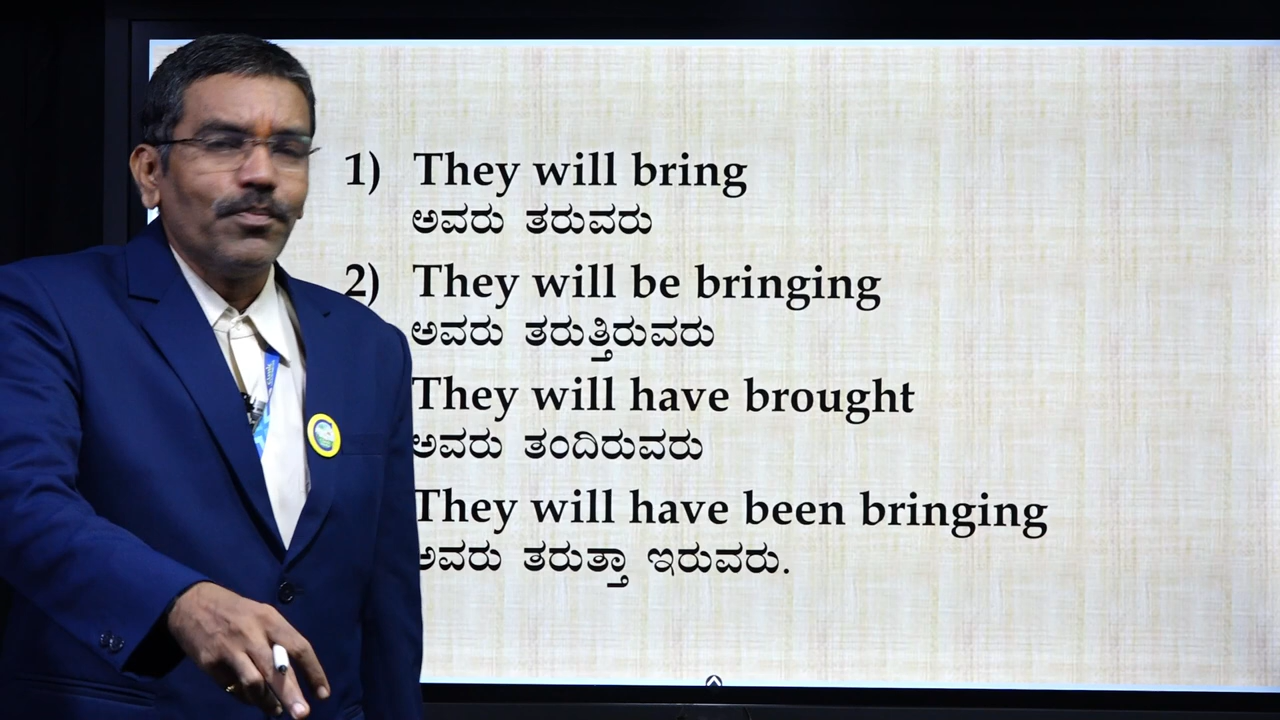 1) They will bring
ಅವರು ತರುವರು
2) They will be bringing
ಅವರು ತರುತ್ತಿರುವರು
They will have brought
ಅವರು ತಂದಿರುವರು
They will have been bringing
ಅವರು ತರುತ್ತಾ ಇರುವರು.